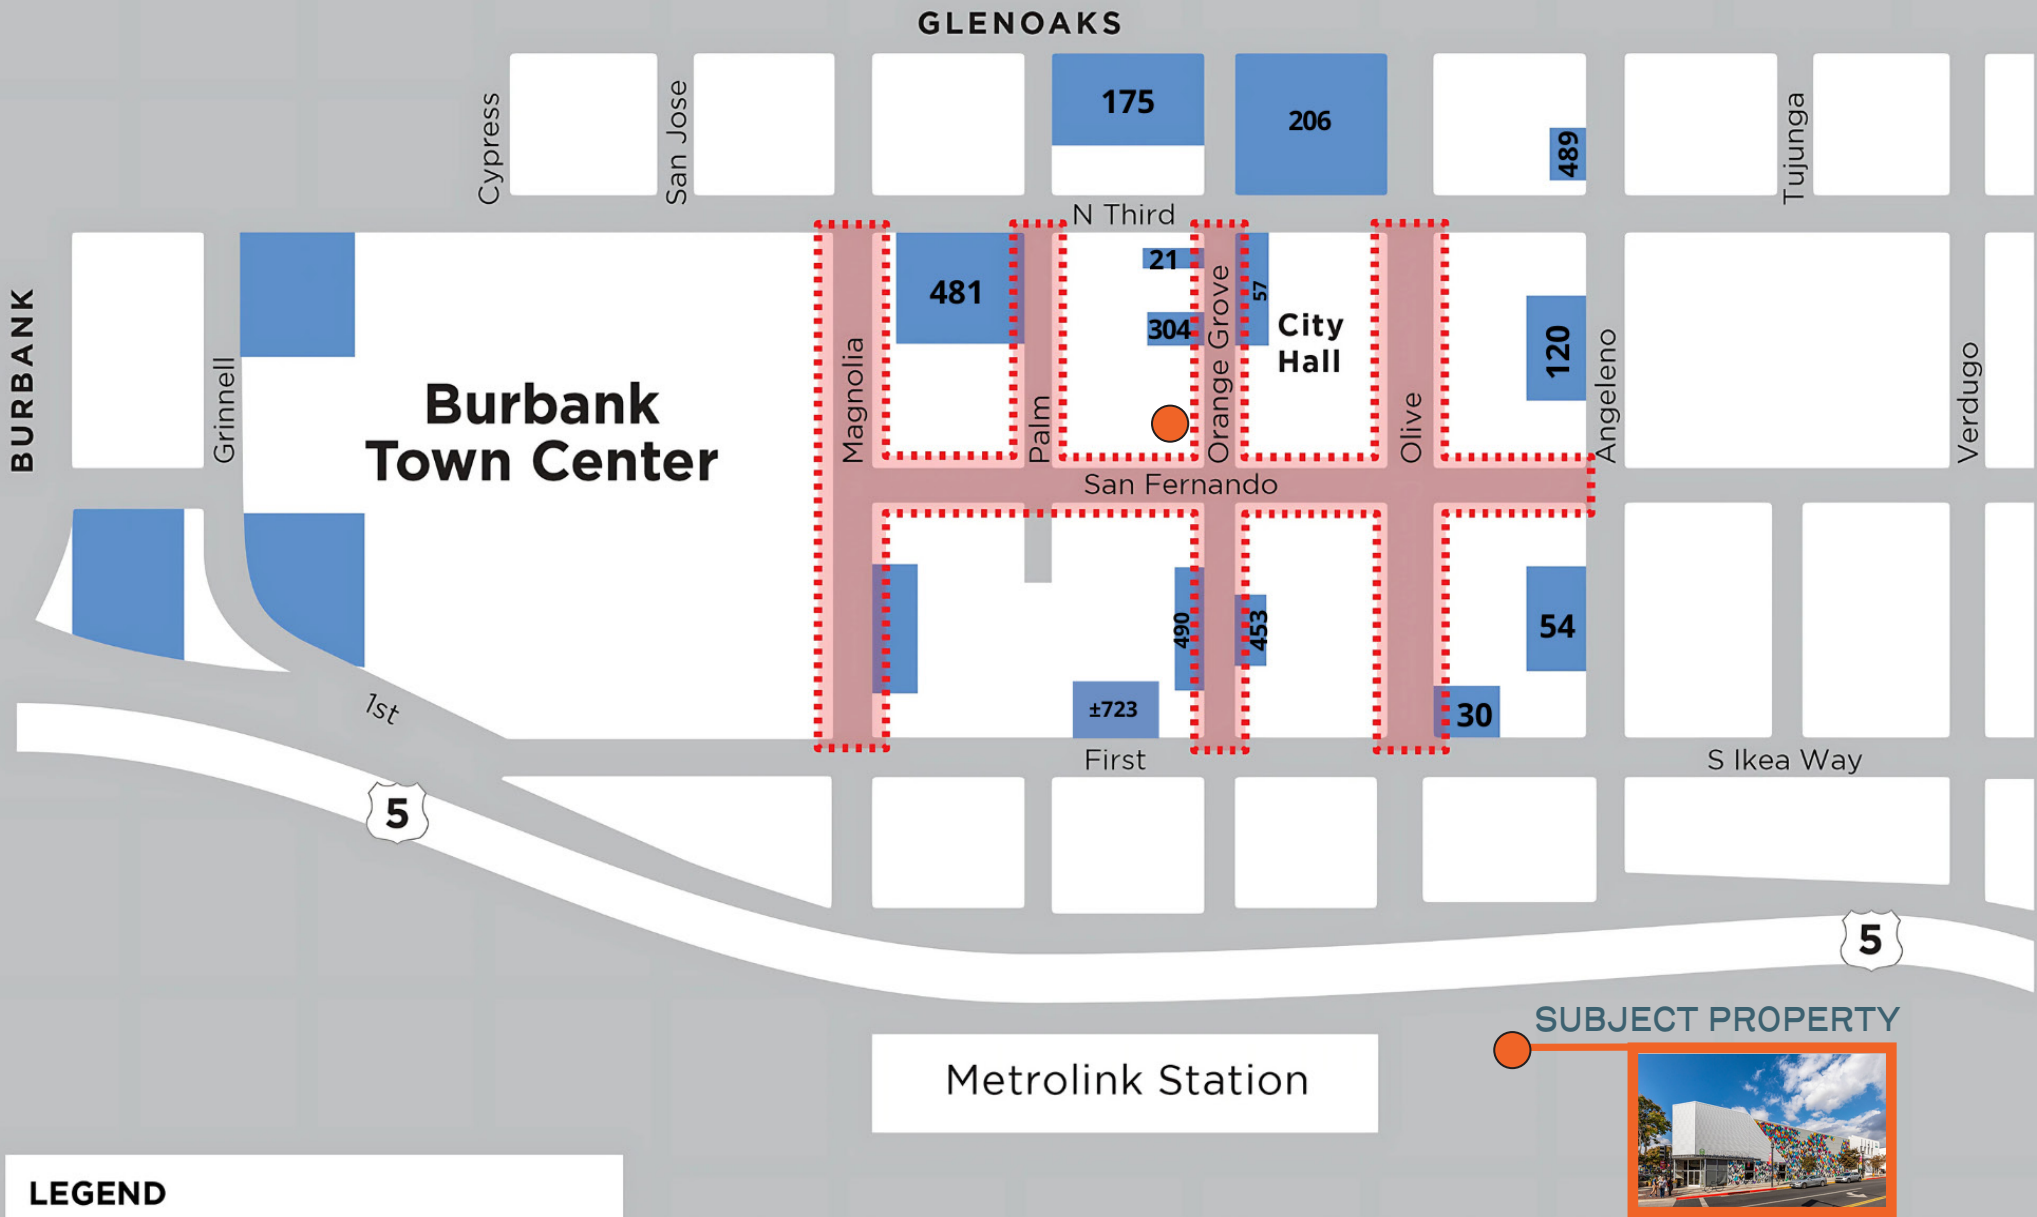 GLENOAKS
Cypress
San Jose
175
206
489
Tujunga
N Third
BURBANK
Grinnell
Burbank
Town Center
Magnolia
481
Palm
21
304
Orange Grove
57
City
Hall
Olive
120
Angeleno
Verdugo
San Fernando
490
453
54
±723
30
1st
First
S Ikea Way
5
5
SUBJECT PROPERTY
Metrolink Station
LEGEND